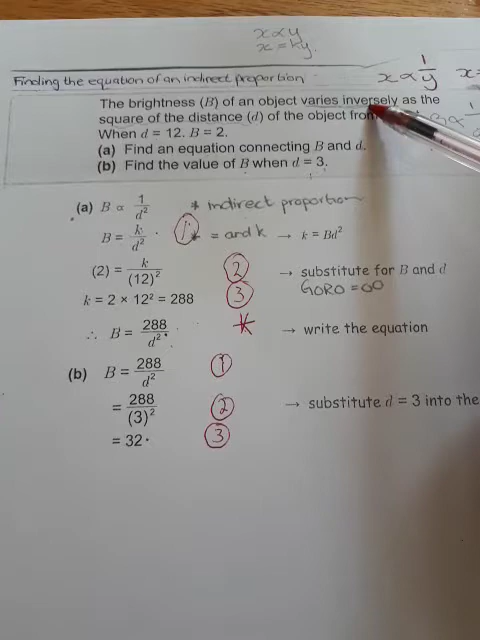 x ∝ y
x = ky.
Finding the equation of an indirect proportion
x ∝ 1/y
The brightness (B) of an object varies inversely as the
square of the distance (d) of the object from
B ∝ 1/
When d = 12. B = 2.
(a) Find an equation connecting B and d.
(b) Find the value of B when d = 3.
(a) B ∝ 1/d² * indirect proportion
B = k/d² . ① * = and k → k = Bd²
(2) = k/(12)² ② → substitute for B and d
k = 2 × 12² = 288 ③ GORO = OO
∴ B = 288/d² . * → write the equation
(b) B = 288/d² ①
= 288/(3)² ② → substitute d = 3 into the
= 32 . ③